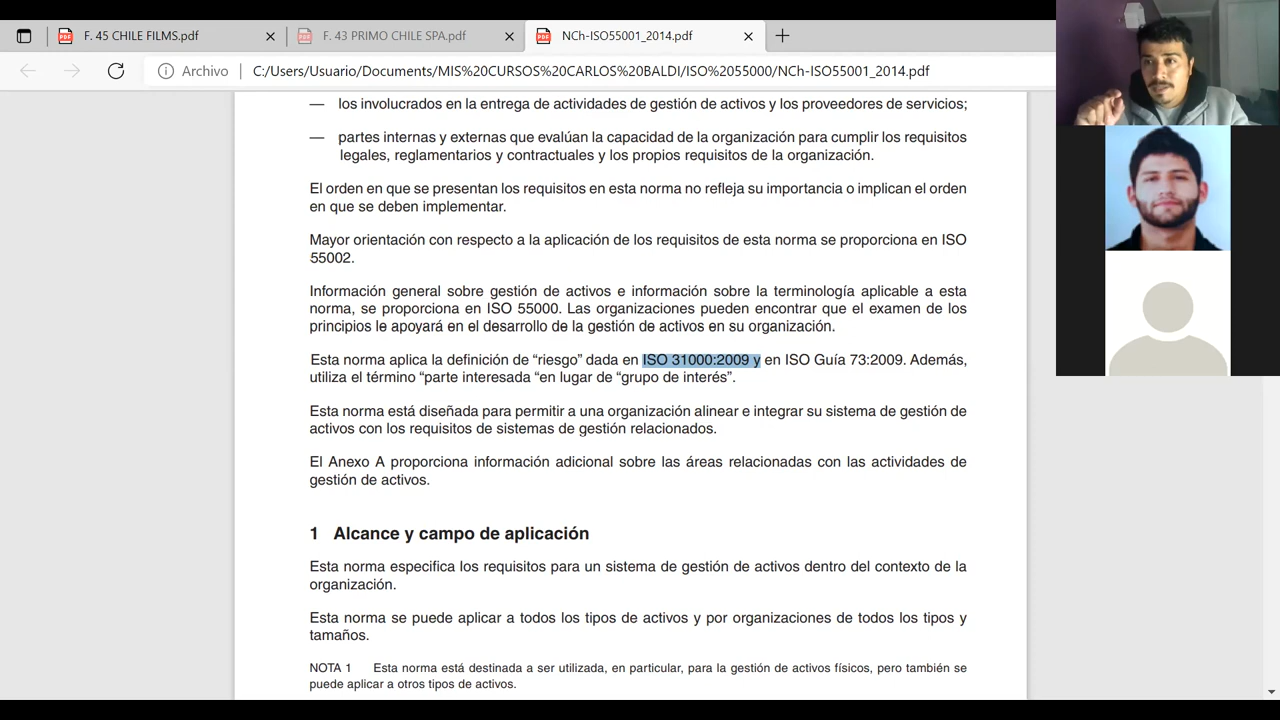 F. 45 CHILE FILMS.pdf
F. 43 PRIMO CHILE SPA.pdf
NCh-ISO55001_2014.pdf
Archivo
C:/Users/Usuario/Documents/MIS%20CURSOS%20CARLOS%20BALDI/ISO%2055000/NCh-ISO55001_2014.pdf
— los involucrados en la entrega de actividades de gestión de activos y los proveedores de servicios;
— partes internas y externas que evalúan la capacidad de la organización para cumplir los requisitos
legales, reglamentarios y contractuales y los propios requisitos de la organización.
El orden en que se presentan los requisitos en esta norma no refleja su importancia o implican el orden
en que se deben implementar.
Mayor orientación con respecto a la aplicación de los requisitos de esta norma se proporciona en ISO
55002.
Información general sobre gestión de activos e información sobre la terminología aplicable a esta
norma, se proporciona en ISO 55000. Las organizaciones pueden encontrar que el examen de los
principios le apoyará en el desarrollo de la gestión de activos en su organización.
Esta norma aplica la definición de “riesgo” dada en ISO 31000:2009 y en ISO Guía 73:2009. Además,
utiliza el término “parte interesada “en lugar de “grupo de interés”.
Esta norma está diseñada para permitir a una organización alinear e integrar su sistema de gestión de
activos con los requisitos de sistemas de gestión relacionados.
El Anexo A proporciona información adicional sobre las áreas relacionadas con las actividades de
gestión de activos.
1 Alcance y campo de aplicación
Esta norma especifica los requisitos para un sistema de gestión de activos dentro del contexto de la
organización.
Esta norma se puede aplicar a todos los tipos de activos y por organizaciones de todos los tipos y
tamaños.
NOTA 1 Esta norma está destinada a ser utilizada, en particular, para la gestión de activos físicos, pero también se
puede aplicar a otros tipos de activos.